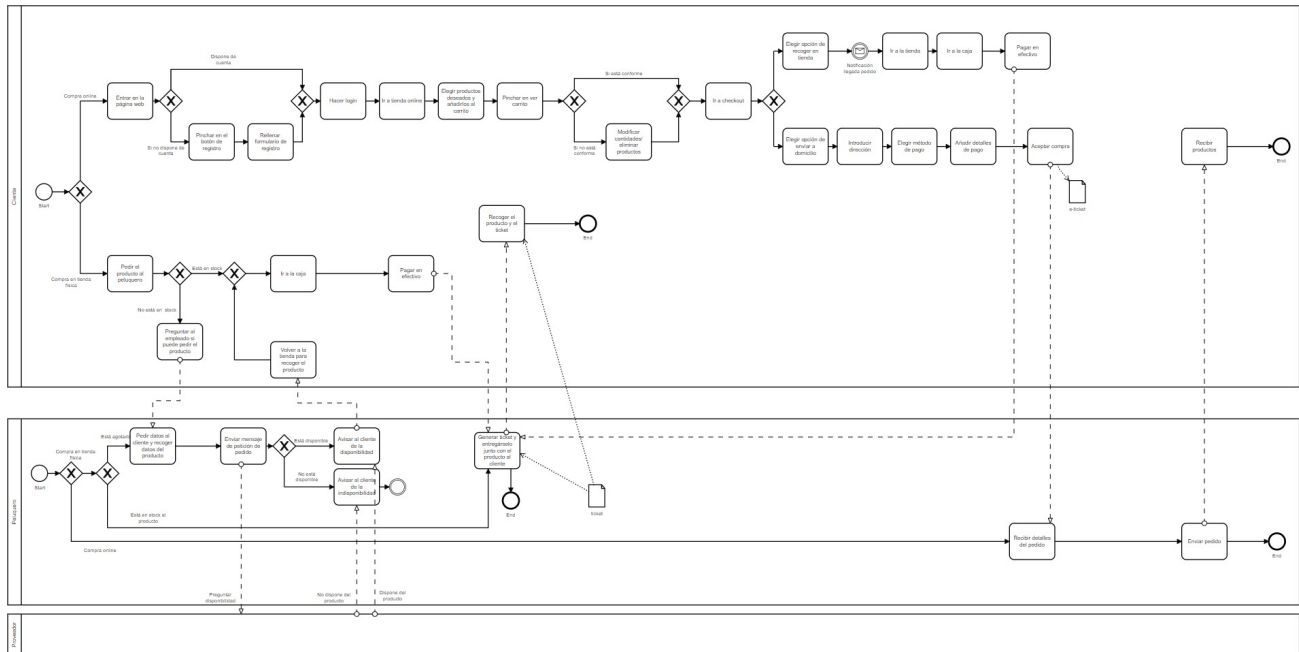 Cliente
Dispone de
cuenta
Compra online
Entrar en la
página web
Si no dispone de
cuenta
Pinchar en el
botón de
registro
Rellenar
formulario de
registro
Hacer login
Ir a tienda online
Elegir productos
deseados y
añadirlos al
carrito
Pinchar en ver
carrito
Si está conforme
Si no está
conforme
Modificar
cantidades/
eliminar
productos
Ir a checkout
Elegir opción de
recoger en
tienda
Notificación
llegada pedido
Ir a la tienda
Ir a la caja
Pagar en
efectivo
Elegir opción de
enviar a
domicilio
Introducir
dirección
Elegir método
de pago
Añadir detalles
de pago
Aceptar compra
e-ticket
Recibir
productos
End
Start
Compra en tienda
física
Pedir el
producto al
peluquero
Está en stock
No está en stock
Preguntar al
empleado si
puede pedir el
producto
Ir a la caja
Pagar en
efectivo
Volver a la
tienda para
recoger el
producto
Recoger el
producto y el
ticket
End
Peluquero
Start
Compra en tienda
física
Está agotado
Pedir datos al
cliente y recoger
datos del
producto
Enviar mensaje
de petición de
pedido
Está disponible
Avisar al cliente
de la
disponibilidad
No está
disponible
Avisar al cliente
de la
indisponibilidad
Generar ticket y
entregárselo
junto con el
producto al
cliente
End
ticket
Está en stock el
producto
Compra online
Recibir detalles
del pedido
Enviar pedido
End
Preguntar
disponibilidad
No dispone del
producto
Dispone del
producto
Proveedor